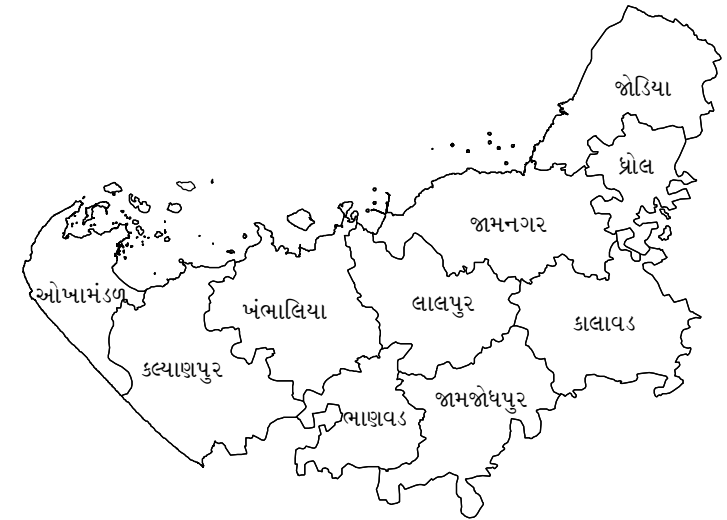 જોડિયા
ધ્રોલ
જામનગર
ઓખામંડળ
ખંભાલિયા
લાલપુર
કાલાવડ
કલ્યાણપુર
જામજોધપુર
ભાણવડ